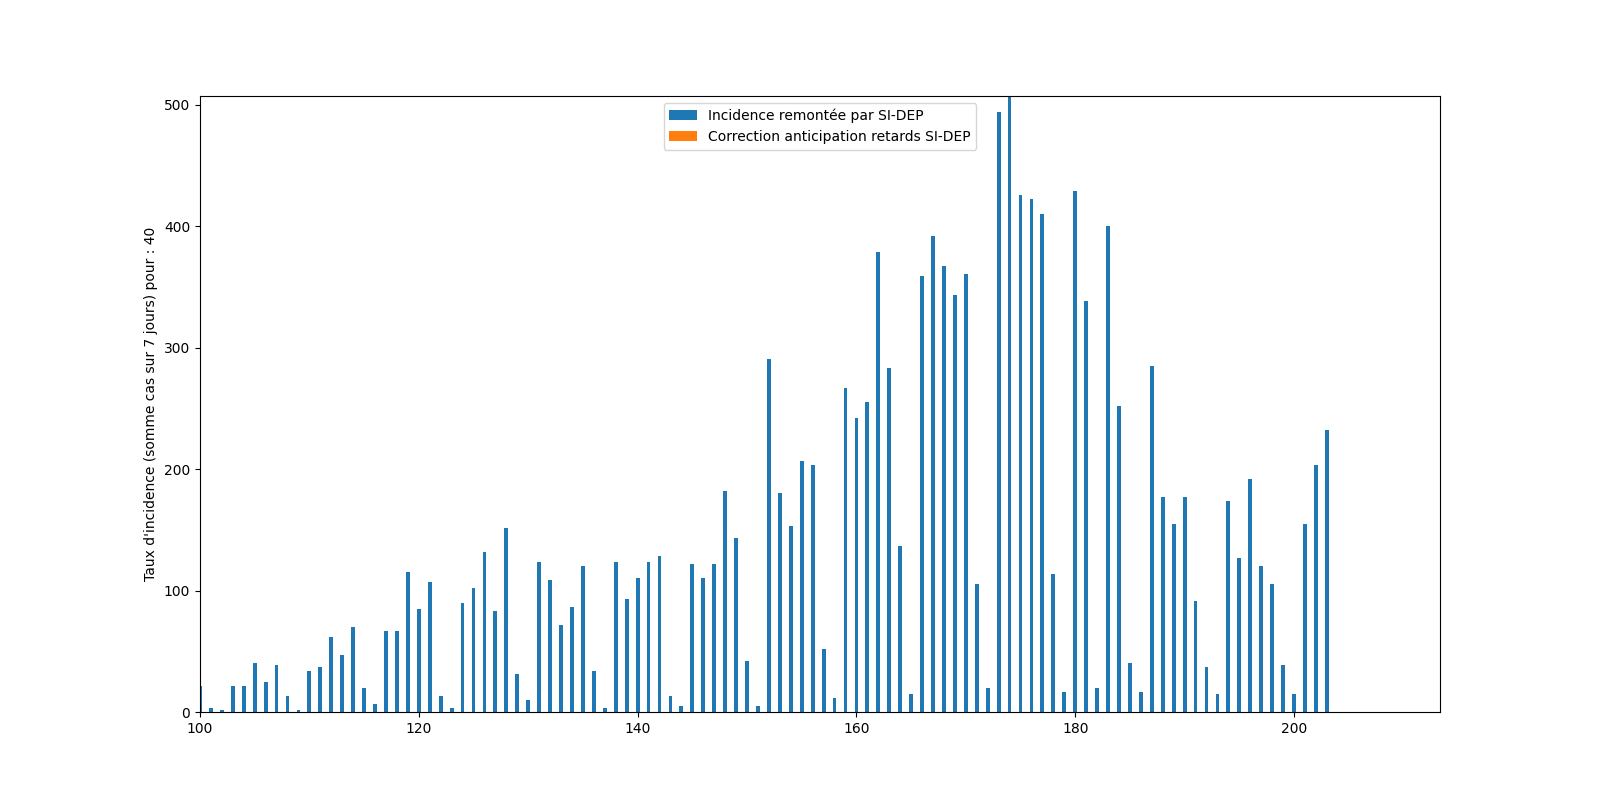 Incidence remontée par SI-DEP
Correction anticipation retards SI-DEP
Taux d'incidence (somme cas sur 7 jours) pour : 40
500
400
300
200
100
0
100 120 140 160 180 200